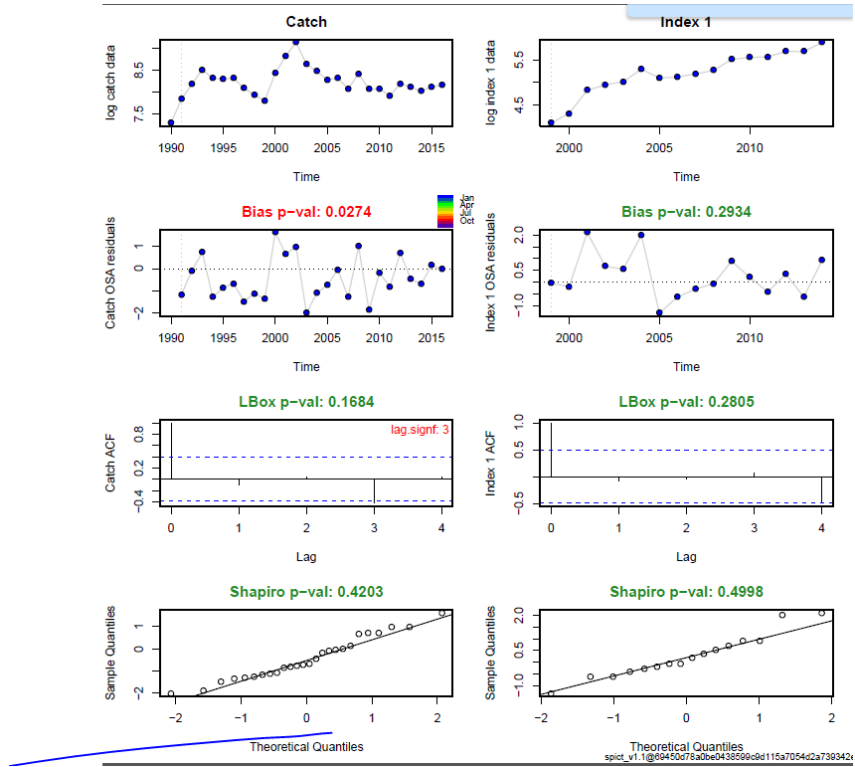 Catch
Index 1
log catch data
7.5
8.5
1990
1995
2000
2005
2010
2015
Time
log index 1 data
4.5
5.5
2000
2005
2010
Time
Bias p-val: 0.0274
Jan
Apr
Jul
Oct
Bias p-val: 0.2934
Catch OSA residuals
-2
0
1
1990
1995
2000
2005
2010
2015
Time
Index 1 OSA residuals
-1.0
0.5
2.0
2000
2005
2010
Time
LBox p-val: 0.1684
LBox p-val: 0.2805
Catch ACF
-0.4
0.2
0.8
lag.signf: 3
0
1
2
3
4
Lag
Index 1 ACF
-0.5
0.5
1.0
0
1
2
3
4
Lag
Shapiro p-val: 0.4203
Shapiro p-val: 0.4998
Sample Quantiles
-2
0
1
-2
-1
0
1
2
Theoretical Quantiles
Sample Quantiles
-1.0
0.5
2.0
-2
-1
0
1
2
Theoretical Quantiles